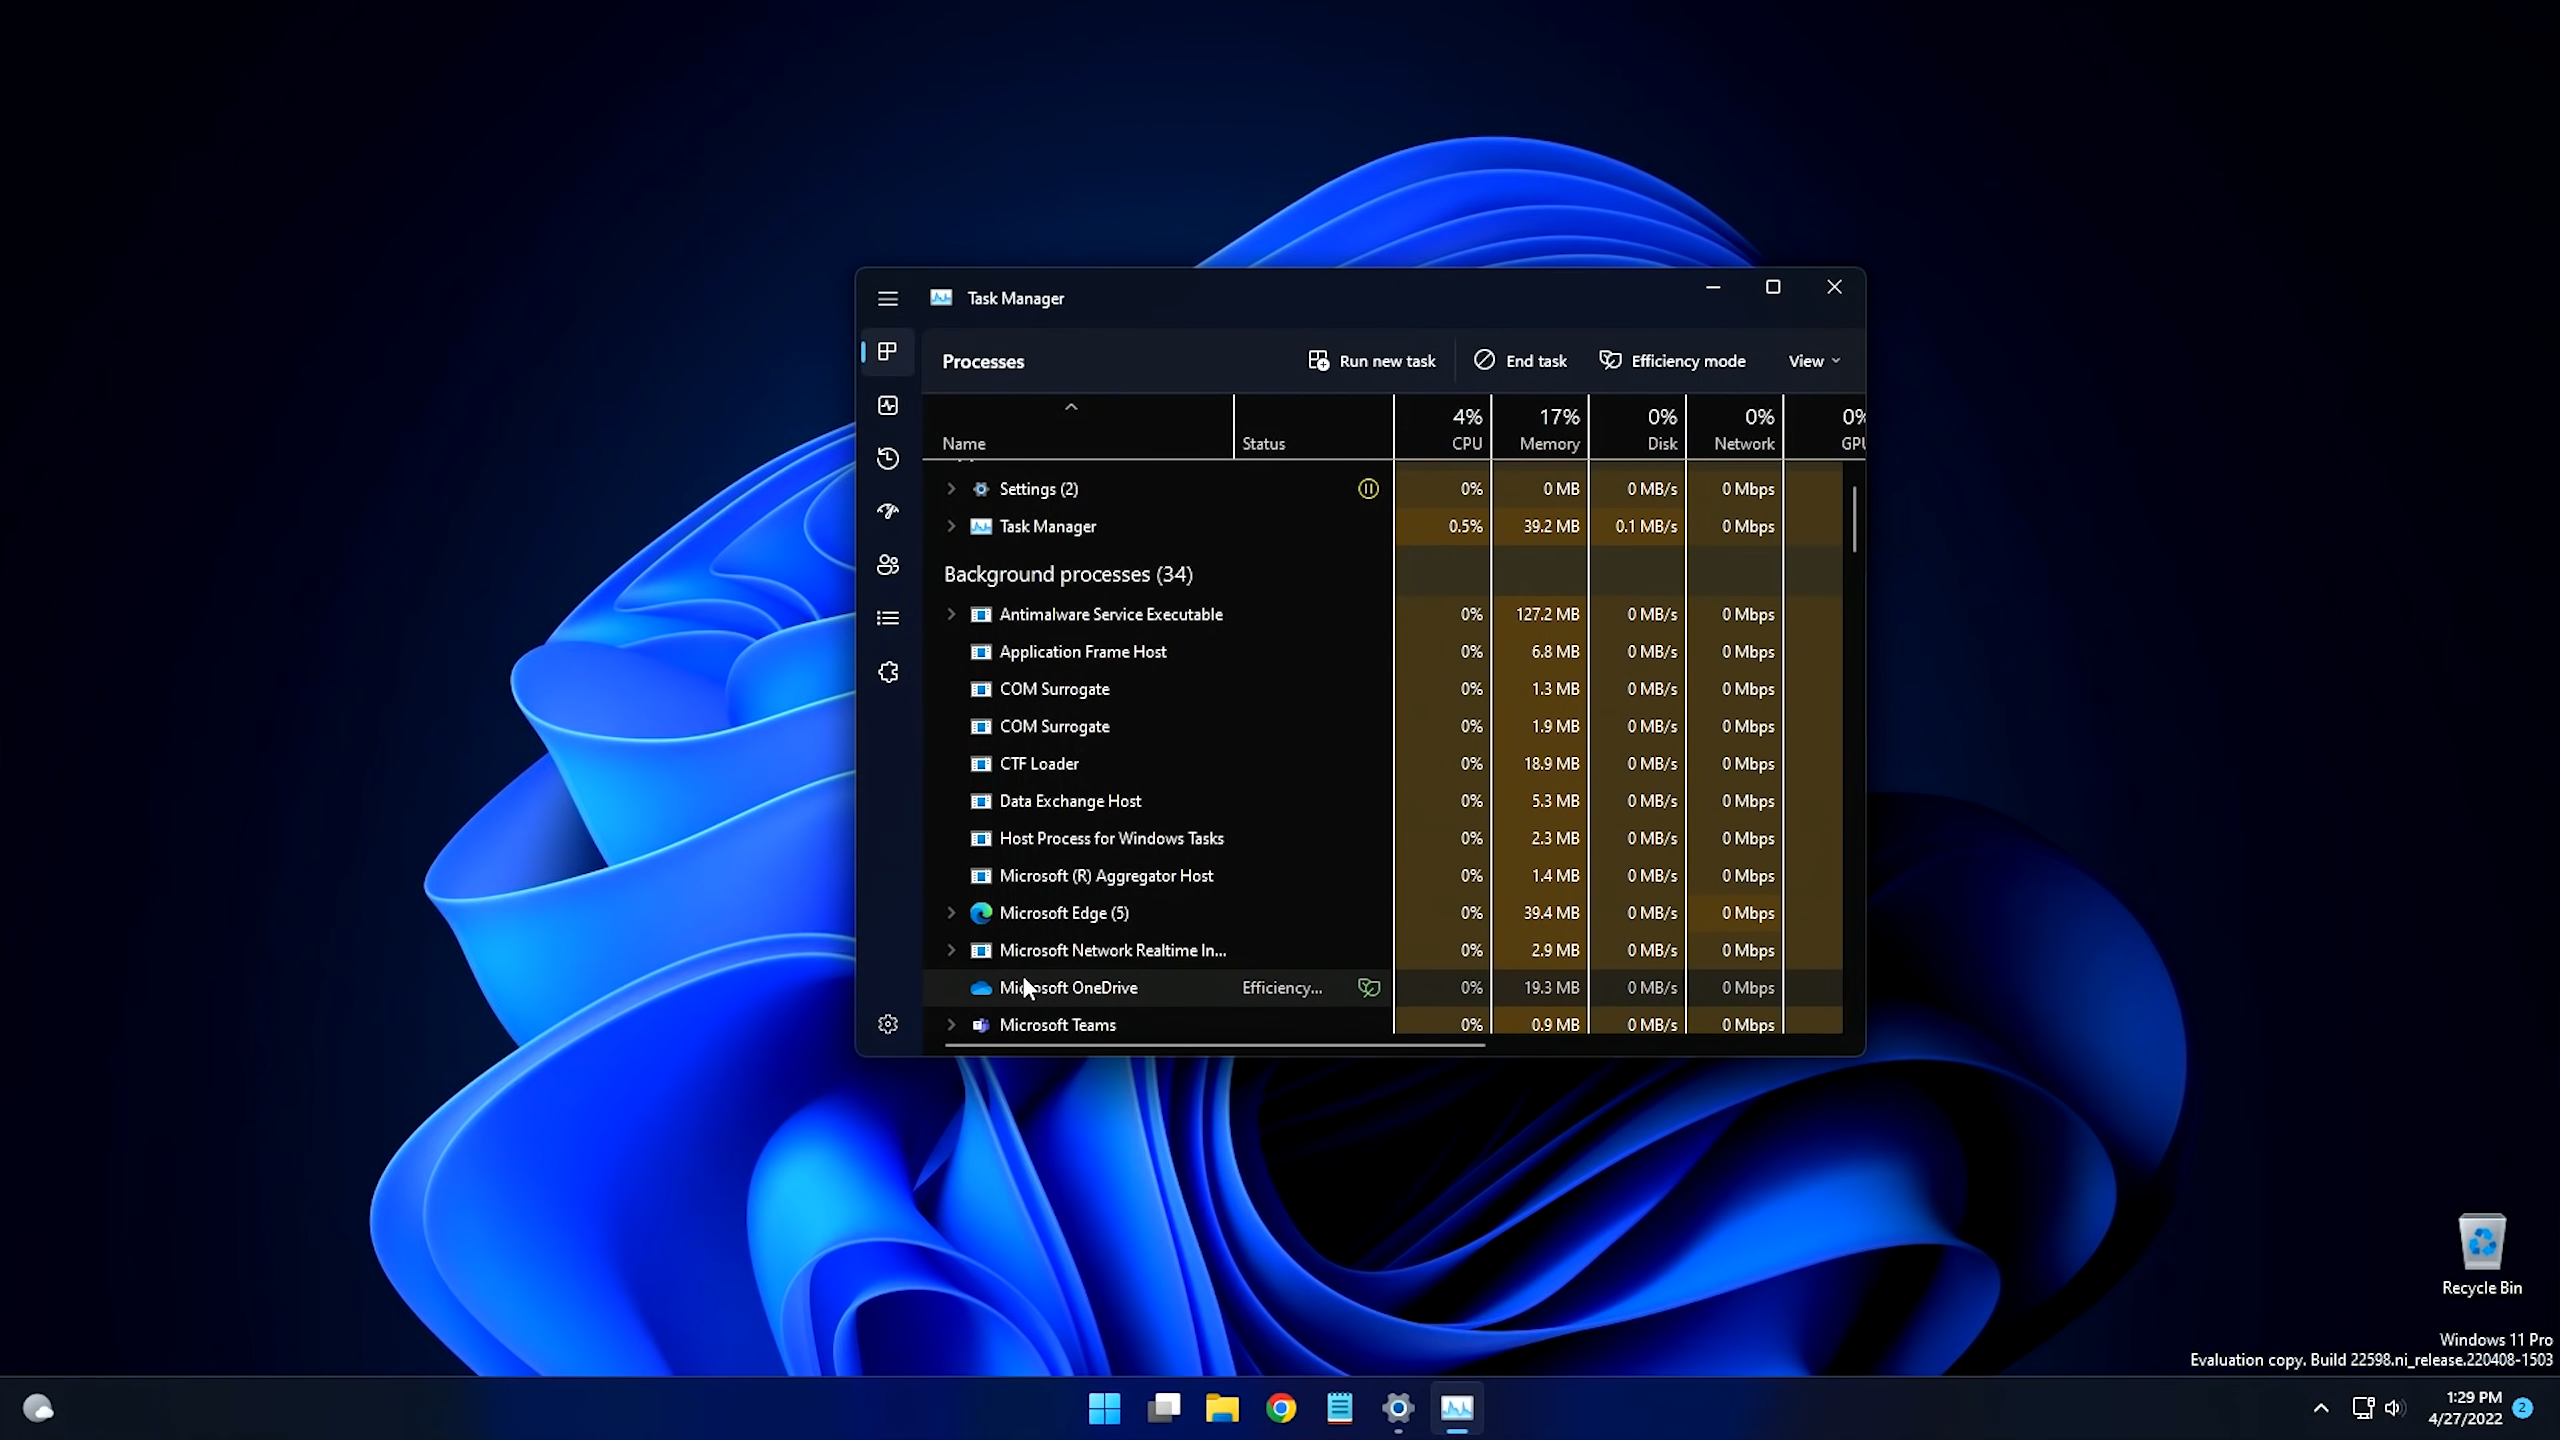 Task Manager
Processes
Run new task
End task
Efficiency mode
View
4% 17% 0% 0% 0%
Name Status CPU Memory Disk Network GPU
Settings (2) 0% 0 MB 0 MB/s 0 Mbps
Task Manager 0.5% 39.2 MB 0.1 MB/s 0 Mbps
Background processes (34)
Antimalware Service Executable 0% 127.2 MB 0 MB/s 0 Mbps
Application Frame Host 0% 6.8 MB 0 MB/s 0 Mbps
COM Surrogate 0% 1.3 MB 0 MB/s 0 Mbps
COM Surrogate 0% 1.9 MB 0 MB/s 0 Mbps
CTF Loader 0% 18.9 MB 0 MB/s 0 Mbps
Data Exchange Host 0% 5.3 MB 0 MB/s 0 Mbps
Host Process for Windows Tasks 0% 2.3 MB 0 MB/s 0 Mbps
Microsoft (R) Aggregator Host 0% 1.4 MB 0 MB/s 0 Mbps
Microsoft Edge (5) 0% 39.4 MB 0 MB/s 0 Mbps
Microsoft Network Realtime In... 0% 2.9 MB 0 MB/s 0 Mbps
Microsoft OneDrive Efficiency... 0% 19.3 MB 0 MB/s 0 Mbps
Microsoft Teams 0% 0.9 MB 0 MB/s 0 Mbps
Recycle Bin
Windows 11 Pro
Evaluation copy. Build 22598.ni_release.220408-1503
1:29 PM
4/27/2022
2